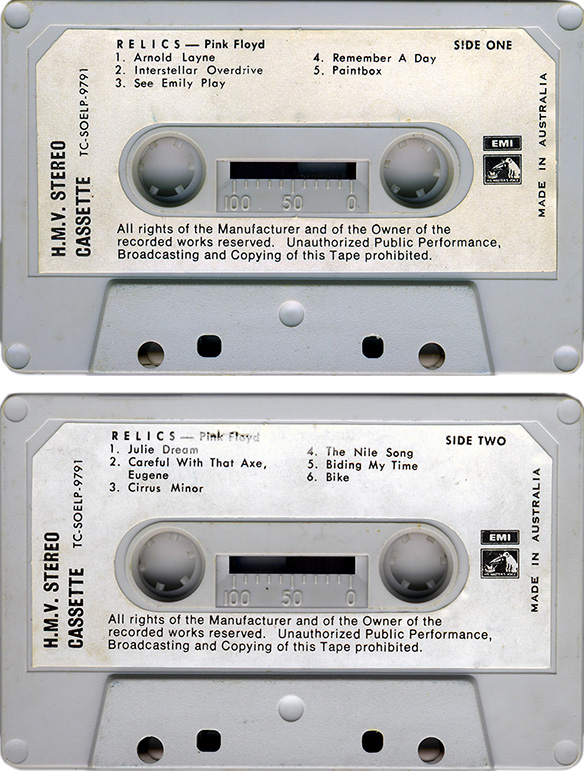 RELICS — Pink Floyd
SIDE ONE
1. Arnold Layne
2. Interstellar Overdrive
3. See Emily Play
4. Remember A Day
5. Paintbox
H.M.V. STEREO
CASSETTE TC-SOELP-9791
EMI
HIS MASTER'S VOICE
MADE IN AUSTRALIA
100 50 0
All rights of the Manufacturer and of the Owner of the
recorded works reserved. Unauthorized Public Performance,
Broadcasting and Copying of this Tape prohibited.
RELICS — Pink Floyd
SIDE TWO
1. Julie Dream
2. Careful With That Axe,
Eugene
3. Cirrus Minor
4. The Nile Song
5. Biding My Time
6. Bike
H.M.V. STEREO
CASSETTE TC-SOELP-9791
EMI
HIS MASTER'S VOICE
MADE IN AUSTRALIA
100 50 0
All rights of the Manufacturer and of the Owner of the
recorded works reserved. Unauthorized Public Performance,
Broadcasting and Copying of this Tape prohibited.